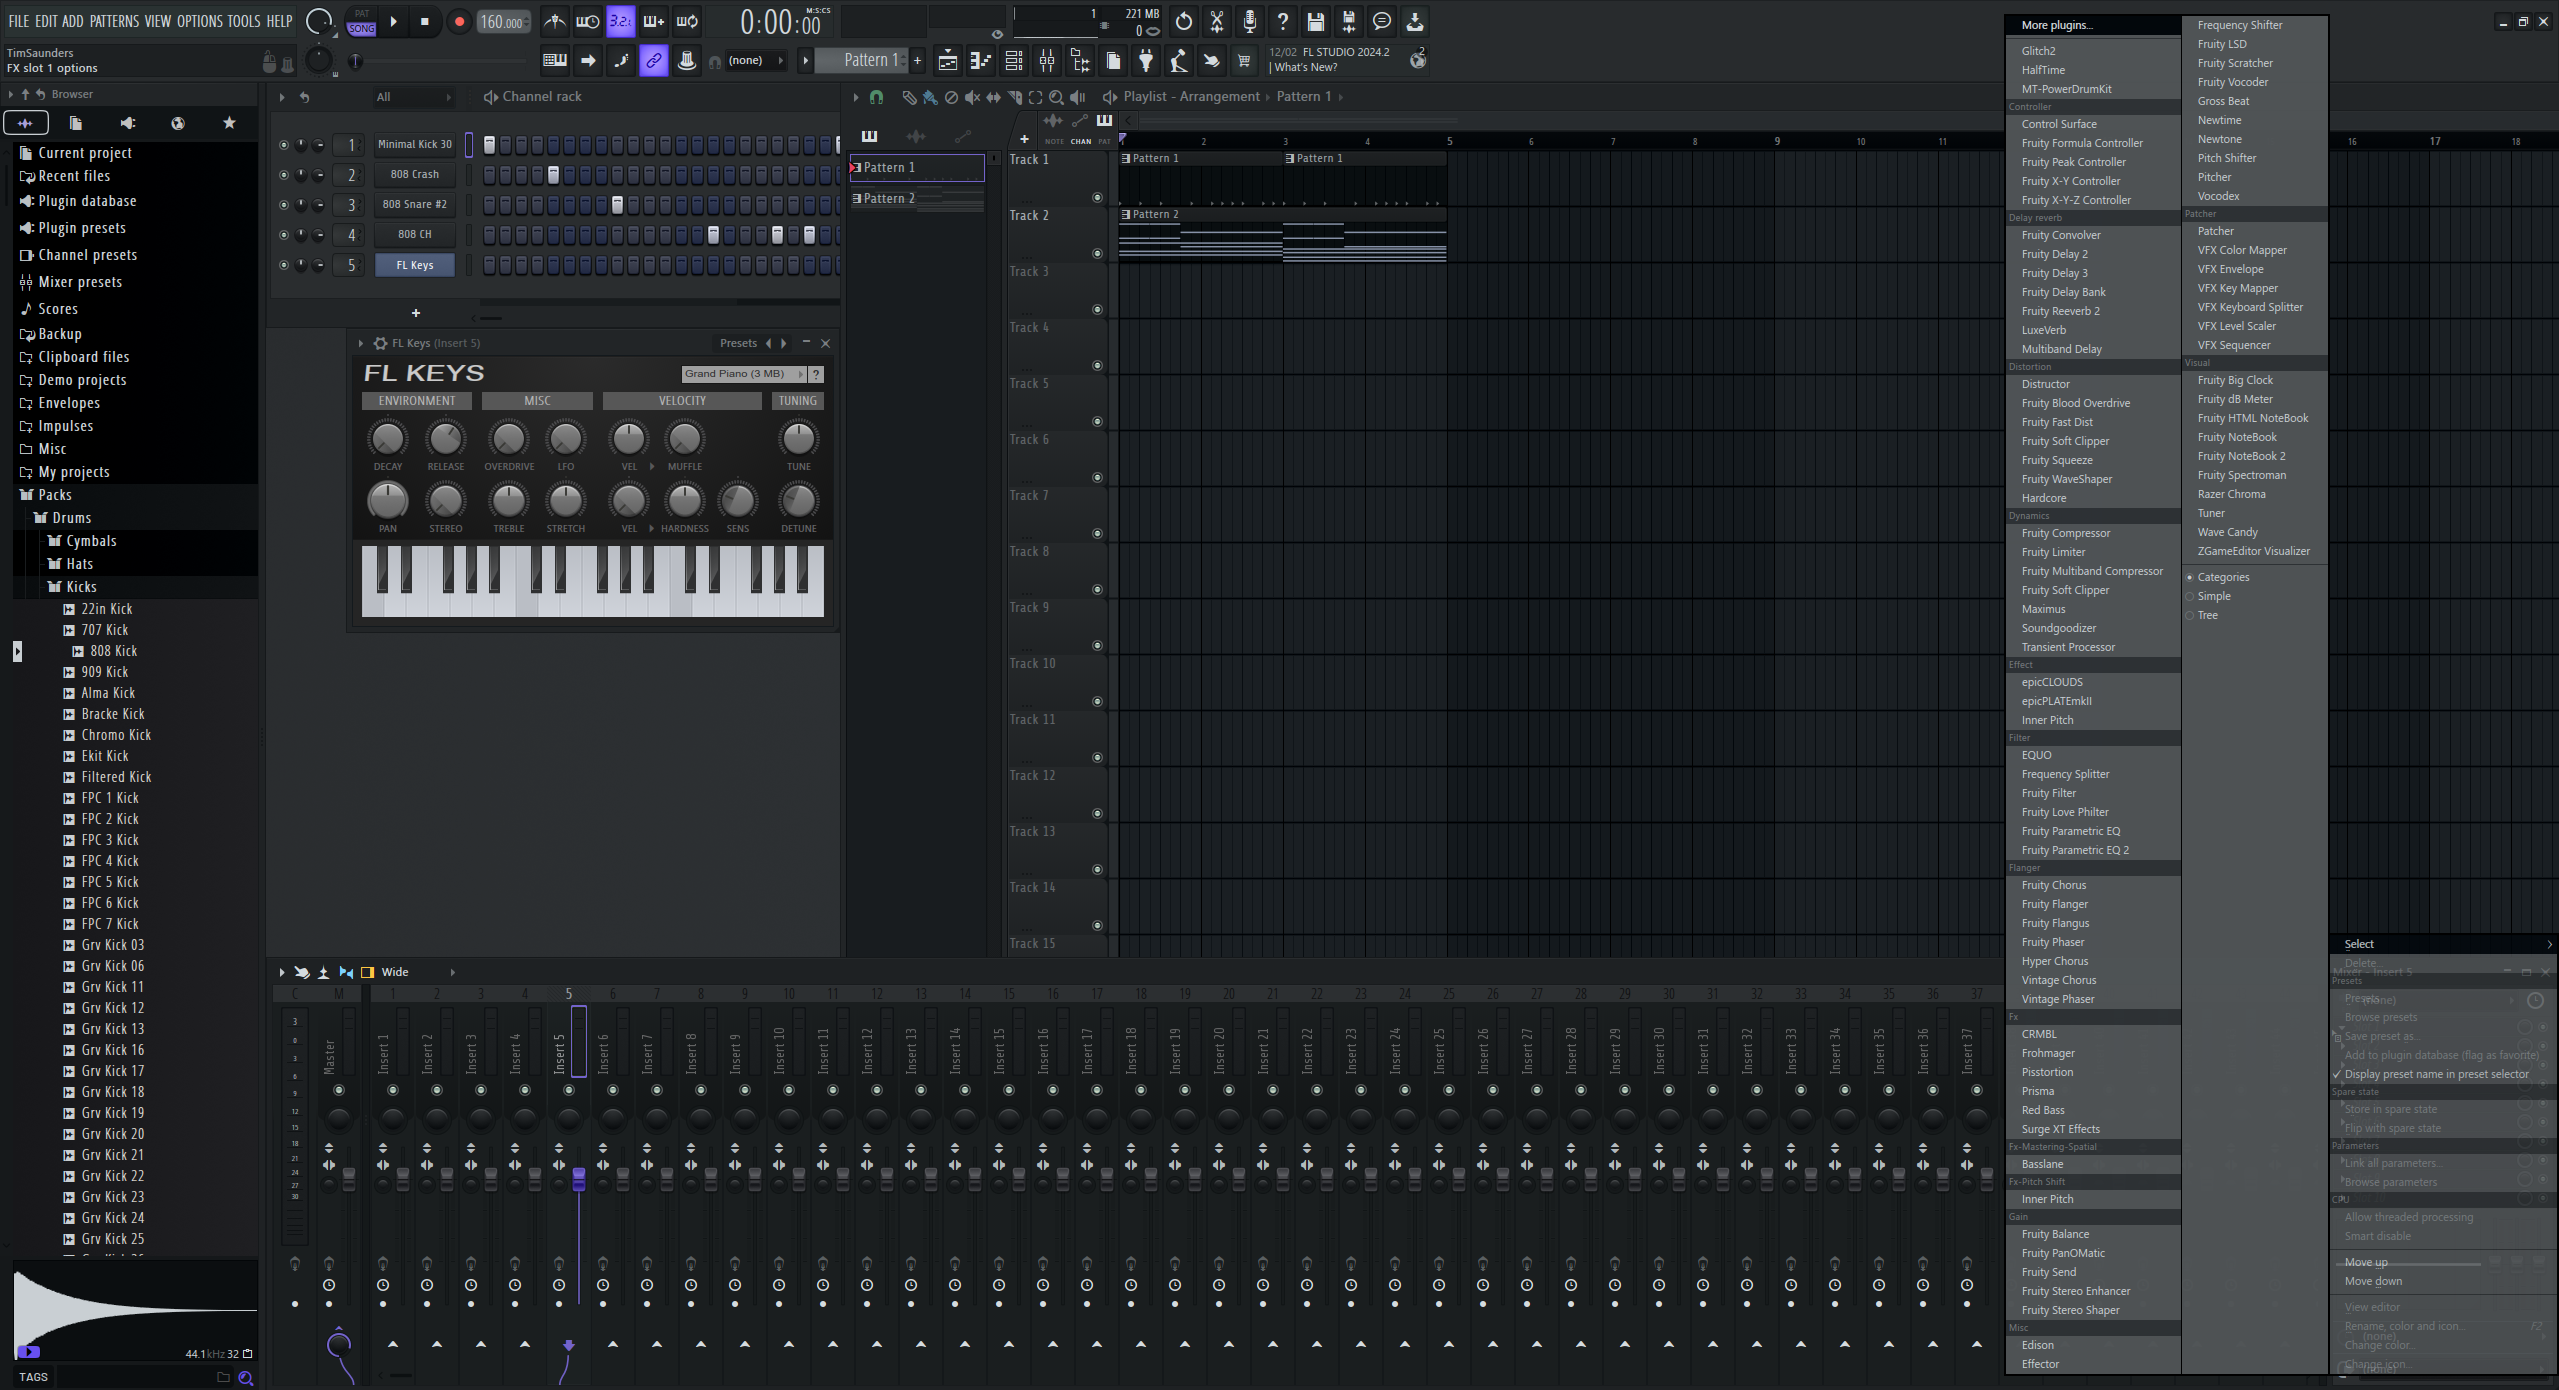 FILE EDIT ADD PATTERNS VIEW OPTIONS TOOLS HELP
PAT
SONG
160.000
3.2.1
0:00:00
M:S:CS
1
221 MB
0
TimSaunders
FX slot 1 options
(none)
Pattern 1
+
12/02 FL STUDIO 2024.2
| What's New?
2
Browser
Current project
Recent files
Plugin database
Plugin presets
Channel presets
Mixer presets
Scores
Backup
Clipboard files
Demo projects
Envelopes
Impulses
Misc
My projects
Packs
Drums
Cymbals
Hats
Kicks
22in Kick
707 Kick
808 Kick
909 Kick
Alma Kick
Bracke Kick
Chromo Kick
Ekit Kick
Filtered Kick
FPC 1 Kick
FPC 2 Kick
FPC 3 Kick
FPC 4 Kick
FPC 5 Kick
FPC 6 Kick
FPC 7 Kick
Grv Kick 03
Grv Kick 06
Grv Kick 11
Grv Kick 12
Grv Kick 13
Grv Kick 16
Grv Kick 17
Grv Kick 18
Grv Kick 19
Grv Kick 20
Grv Kick 21
Grv Kick 22
Grv Kick 23
Grv Kick 24
Grv Kick 25
44.1kHz 32
TAGS
All
Channel rack
1 Minimal Kick 30
2 808 Crash
3 808 Snare #2
4 808 CH
5 FL Keys
+
FL Keys (Insert 5)
Presets
FL KEYS
Grand Piano (3 MB)
?
ENVIRONMENT MISC VELOCITY TUNING
DECAY RELEASE OVERDRIVE LFO VEL MUFFLE TUNE
PAN STEREO TREBLE STRETCH VEL HARDNESS SENS DETUNE
Playlist - Arrangement Pattern 1
NOTE CHAN PAT
1 2 3 4 5 6 7 8 9 10 11 16 17 18
Pattern 1
Pattern 2
Track 1
Pattern 1
Pattern 1
Track 2
Pattern 2
Track 3
Track 4
Track 5
Track 6
Track 7
Track 8
Track 9
Track 10
Track 11
Track 12
Track 13
Track 14
Track 15
Wide
C M 1 2 3 4 5 6 7 8 9 10 11 12 13 14 15 16 17 18 19 20 21 22 23 24 25 26 27 28 29 30 31 32 33 34 35 36 37
3
0
3
6
9
12
15
18
21
24
27
30
Master
Insert 1
Insert 2
Insert 3
Insert 4
Insert 5
Insert 6
Insert 7
Insert 8
Insert 9
Insert 10
Insert 11
Insert 12
Insert 13
Insert 14
Insert 15
Insert 16
Insert 17
Insert 18
Insert 19
Insert 20
Insert 21
Insert 22
Insert 23
Insert 24
Insert 25
Insert 26
Insert 27
Insert 28
Insert 29
Insert 30
Insert 31
Insert 32
Insert 33
Insert 34
Insert 35
Insert 36
Insert 37
More plugins...
Glitch2
HalfTime
MT-PowerDrumKit
Controller
Control Surface
Fruity Formula Controller
Fruity Peak Controller
Fruity X-Y Controller
Fruity X-Y-Z Controller
Delay reverb
Fruity Convolver
Fruity Delay 2
Fruity Delay 3
Fruity Delay Bank
Fruity Reeverb 2
LuxeVerb
Multiband Delay
Distortion
Distructor
Fruity Blood Overdrive
Fruity Fast Dist
Fruity Soft Clipper
Fruity Squeeze
Fruity WaveShaper
Hardcore
Dynamics
Fruity Compressor
Fruity Limiter
Fruity Multiband Compressor
Fruity Soft Clipper
Maximus
Soundgoodizer
Transient Processor
Effect
epicCLOUDS
epicPLATEmkII
Inner Pitch
Filter
EQUO
Frequency Splitter
Fruity Filter
Fruity Love Philter
Fruity Parametric EQ
Fruity Parametric EQ 2
Flanger
Fruity Chorus
Fruity Flanger
Fruity Flangus
Fruity Phaser
Hyper Chorus
Vintage Chorus
Vintage Phaser
Fx
CRMBL
Frohmager
Pisstortion
Prisma
Red Bass
Surge XT Effects
Fx-Mastering-Spatial
Basslane
Fx-Pitch Shift
Inner Pitch
Gain
Fruity Balance
Fruity PanOMatic
Fruity Send
Fruity Stereo Enhancer
Fruity Stereo Shaper
Misc
Edison
Effector
Frequency Shifter
Fruity LSD
Fruity Scratcher
Fruity Vocoder
Gross Beat
Newtime
Newtone
Pitch Shifter
Pitcher
Vocodex
Patcher
Patcher
VFX Color Mapper
VFX Envelope
VFX Key Mapper
VFX Keyboard Splitter
VFX Level Scaler
VFX Sequencer
Visual
Fruity Big Clock
Fruity dB Meter
Fruity HTML NoteBook
Fruity NoteBook
Fruity NoteBook 2
Fruity Spectroman
Razer Chroma
Tuner
Wave Candy
ZGameEditor Visualizer
Categories
Simple
Tree
Select
Delete...
Mixer - Insert 5
Presets
Presets
(none)
Browse presets
Save preset as...
Add to plugin database (flag as favorite)
Display preset name in preset selector
Spare state
Store in spare state
Flip with spare state
Parameters
Link all parameters...
Browse parameters
CPU
Allow threaded processing
Smart disable
Move up
Move down
View editor
Rename, color and icon... F2
(none)
Change color...
Change icon...
(none)